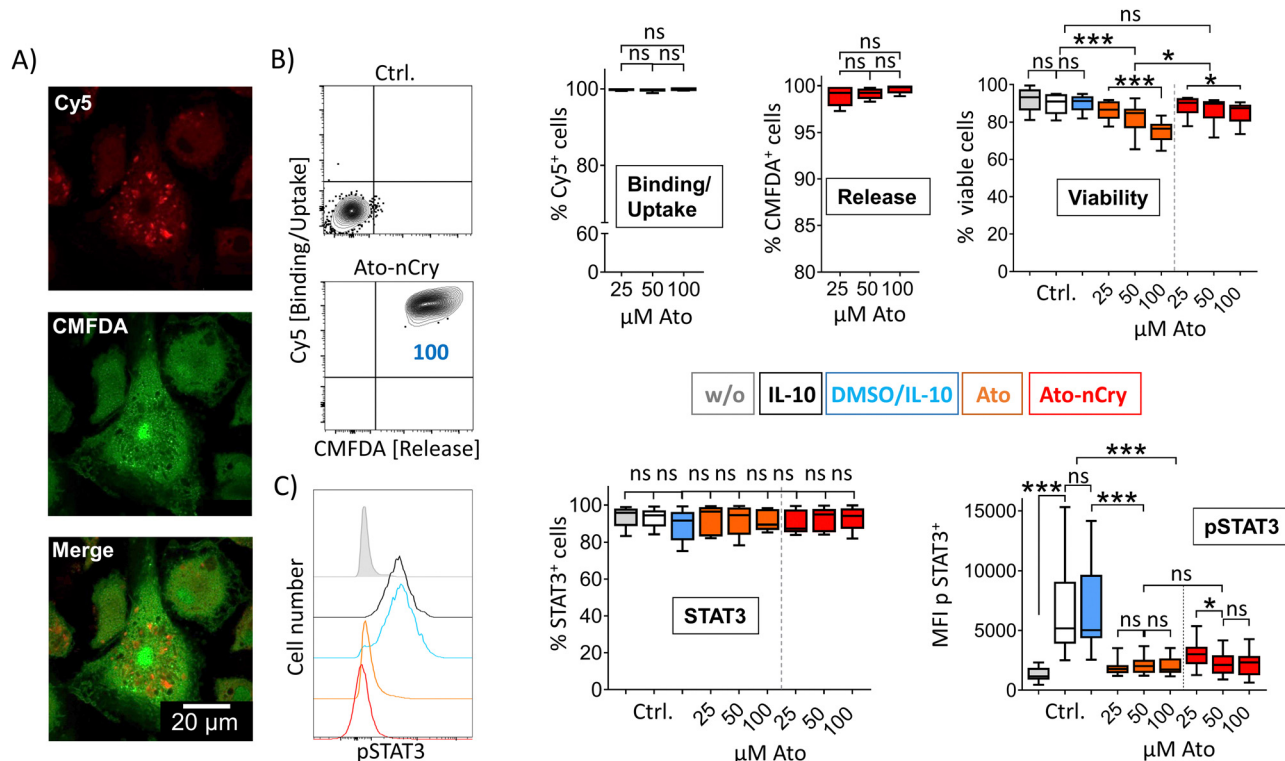 A)
Cy5
CMFDA
Merge
20 µm
B)
Ctrl.
Ato-nCry
100
Cy5 [Binding/Uptake]
CMFDA [Release]
ns
ns ns
100
80
60
0
% Cy5⁺ cells
Binding/
Uptake
25 50 100
µM Ato
ns
ns ns
100
95
90
85
80
% CMFDA⁺ cells
Release
25 50 100
µM Ato
ns
***
*
ns ns
***
*
100
80
60
40
20
0
% viable cells
Viability
Ctrl.
25 50 100 25 50 100
µM Ato
w/o
IL-10
DMSO/IL-10
Ato
Ato-nCry
C)
Cell number
pSTAT3
ns ns ns ns ns ns ns ns
100
80
60
40
20
0
% STAT3⁺ cells
STAT3
Ctrl.
25 50 100 25 50 100
µM Ato
***
*** ns
***
ns
ns ns
* ns
15000
10000
5000
0
MFI p STAT3⁺
pSTAT3
Ctrl.
25 50 100 25 50 100
µM Ato